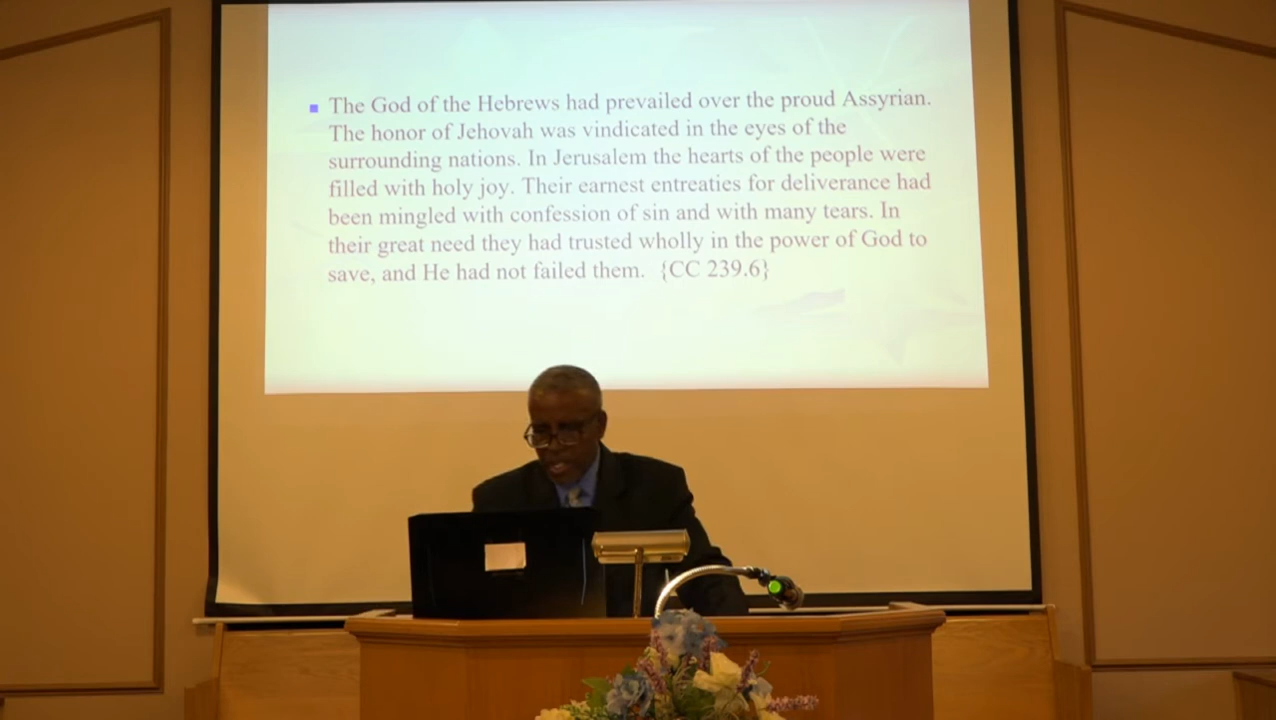 The God of the Hebrews had prevailed over the proud Assyrian.
The honor of Jehovah was vindicated in the eyes of the
surrounding nations. In Jerusalem the hearts of the people were
filled with holy joy. Their earnest entreaties for deliverance had
been mingled with confession of sin and with many tears. In
their great need they had trusted wholly in the power of God to
save, and He had not failed them. {CC 239.6}